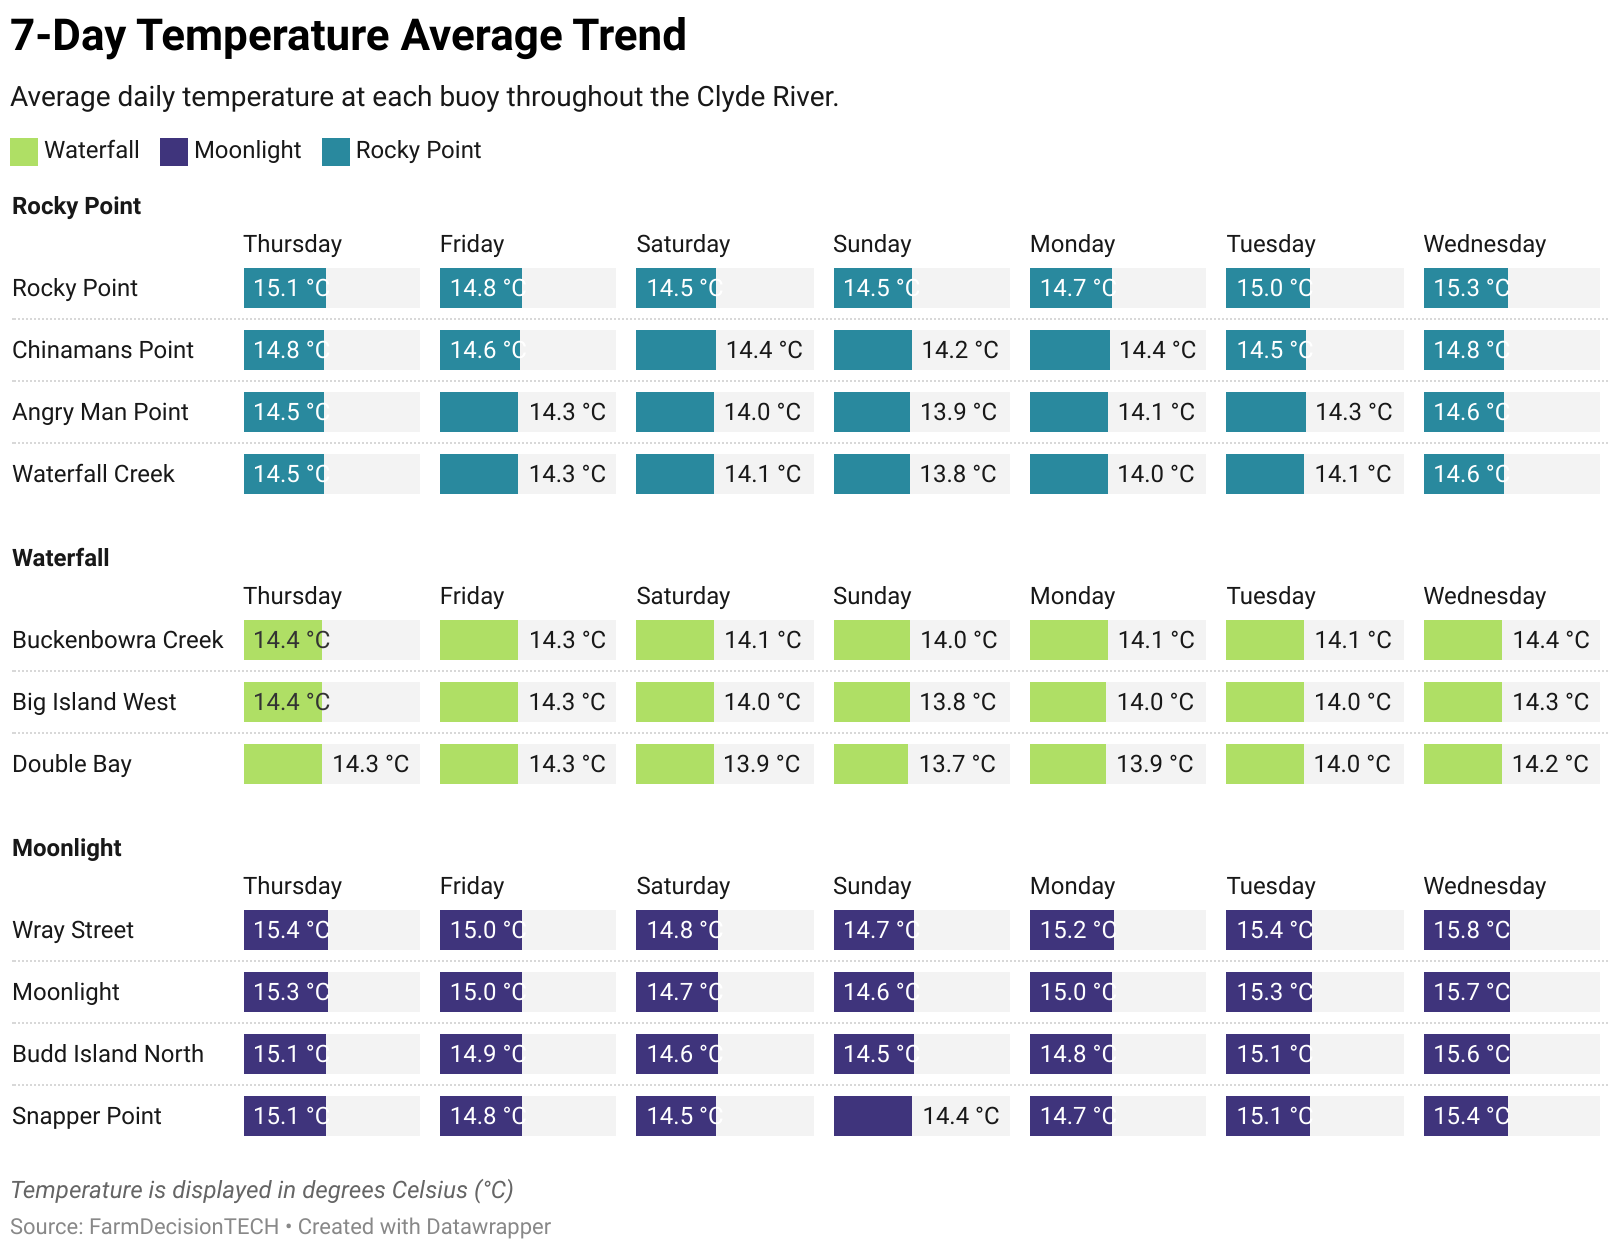 7-Day Temperature Average Trend
Average daily temperature at each buoy throughout the Clyde River.
Waterfall Moonlight Rocky Point
Rocky Point
Thursday Friday Saturday Sunday Monday Tuesday Wednesday
Rocky Point 15.1 °C 14.8 °C 14.5 °C 14.5 °C 14.7 °C 15.0 °C 15.3 °C
Chinamans Point 14.8 °C 14.6 °C 14.4 °C 14.2 °C 14.4 °C 14.5 °C 14.8 °C
Angry Man Point 14.5 °C 14.3 °C 14.0 °C 13.9 °C 14.1 °C 14.3 °C 14.6 °C
Waterfall Creek 14.5 °C 14.3 °C 14.1 °C 13.8 °C 14.0 °C 14.1 °C 14.6 °C
Waterfall
Thursday Friday Saturday Sunday Monday Tuesday Wednesday
Buckenbowra Creek 14.4 °C 14.3 °C 14.1 °C 14.0 °C 14.1 °C 14.1 °C 14.4 °C
Big Island West 14.4 °C 14.3 °C 14.0 °C 13.8 °C 14.0 °C 14.0 °C 14.3 °C
Double Bay 14.3 °C 14.3 °C 13.9 °C 13.7 °C 13.9 °C 14.0 °C 14.2 °C
Moonlight
Thursday Friday Saturday Sunday Monday Tuesday Wednesday
Wray Street 15.4 °C 15.0 °C 14.8 °C 14.7 °C 15.2 °C 15.4 °C 15.8 °C
Moonlight 15.3 °C 15.0 °C 14.7 °C 14.6 °C 15.0 °C 15.3 °C 15.7 °C
Budd Island North 15.1 °C 14.9 °C 14.6 °C 14.5 °C 14.8 °C 15.1 °C 15.6 °C
Snapper Point 15.1 °C 14.8 °C 14.5 °C 14.4 °C 14.7 °C 15.1 °C 15.4 °C
Temperature is displayed in degrees Celsius (°C)
Source: FarmDecisionTECH • Created with Datawrapper